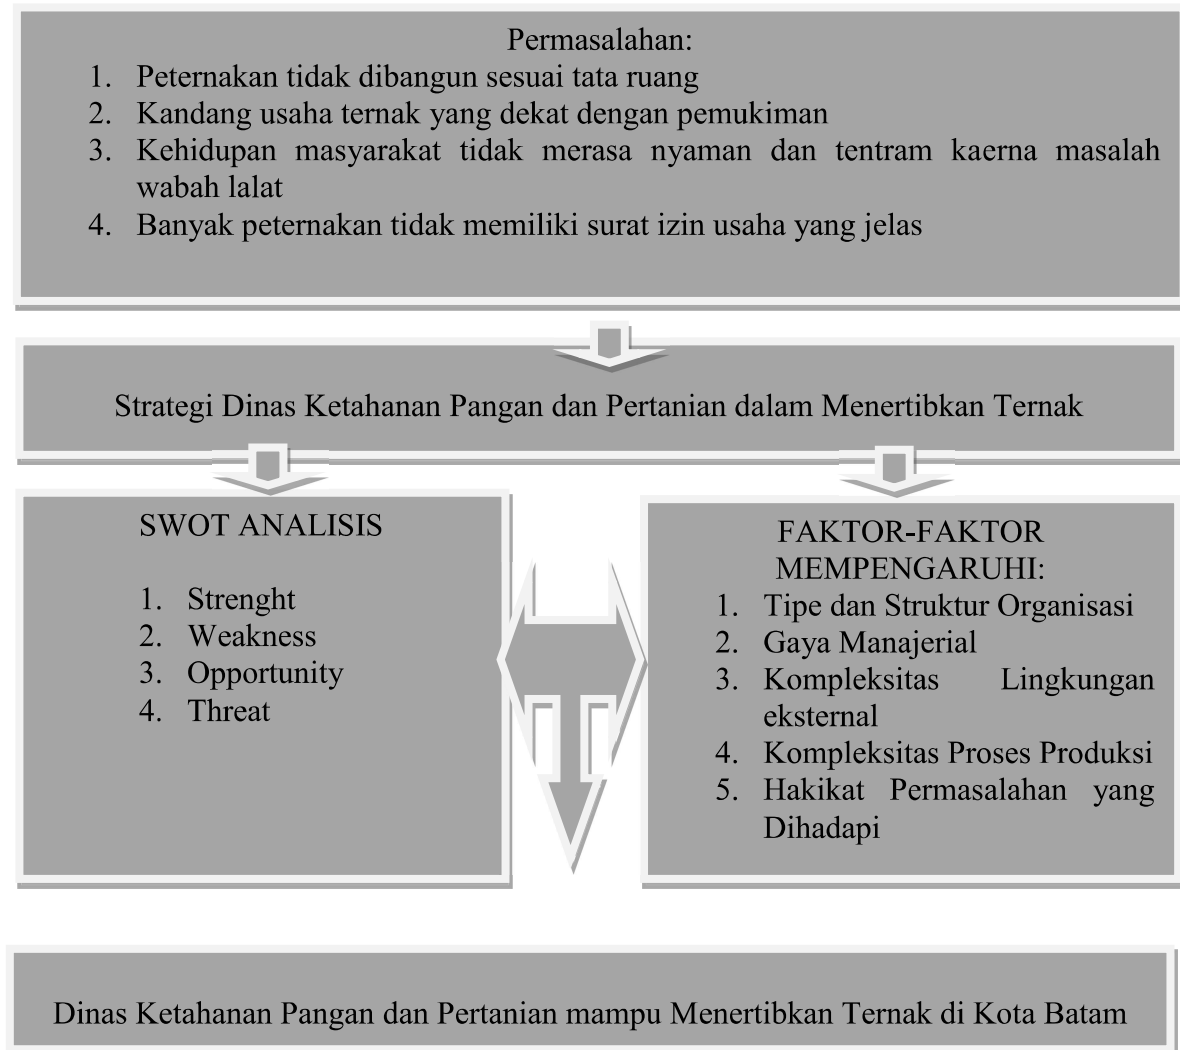 Permasalahan:
1. Peternakan tidak dibangun sesuai tata ruang
2. Kandang usaha ternak yang dekat dengan pemukiman
3. Kehidupan masyarakat tidak merasa nyaman dan tentram kaerna masalah
wabah lalat
4. Banyak peternakan tidak memiliki surat izin usaha yang jelas
Strategi Dinas Ketahanan Pangan dan Pertanian dalam Menertibkan Ternak
SWOT ANALISIS
1. Strenght
2. Weakness
3. Opportunity
4. Threat
FAKTOR-FAKTOR
MEMPENGARUHI:
1. Tipe dan Struktur Organisasi
2. Gaya Manajerial
3. Kompleksitas Lingkungan
eksternal
4. Kompleksitas Proses Produksi
5. Hakikat Permasalahan yang
Dihadapi
Dinas Ketahanan Pangan dan Pertanian mampu Menertibkan Ternak di Kota Batam